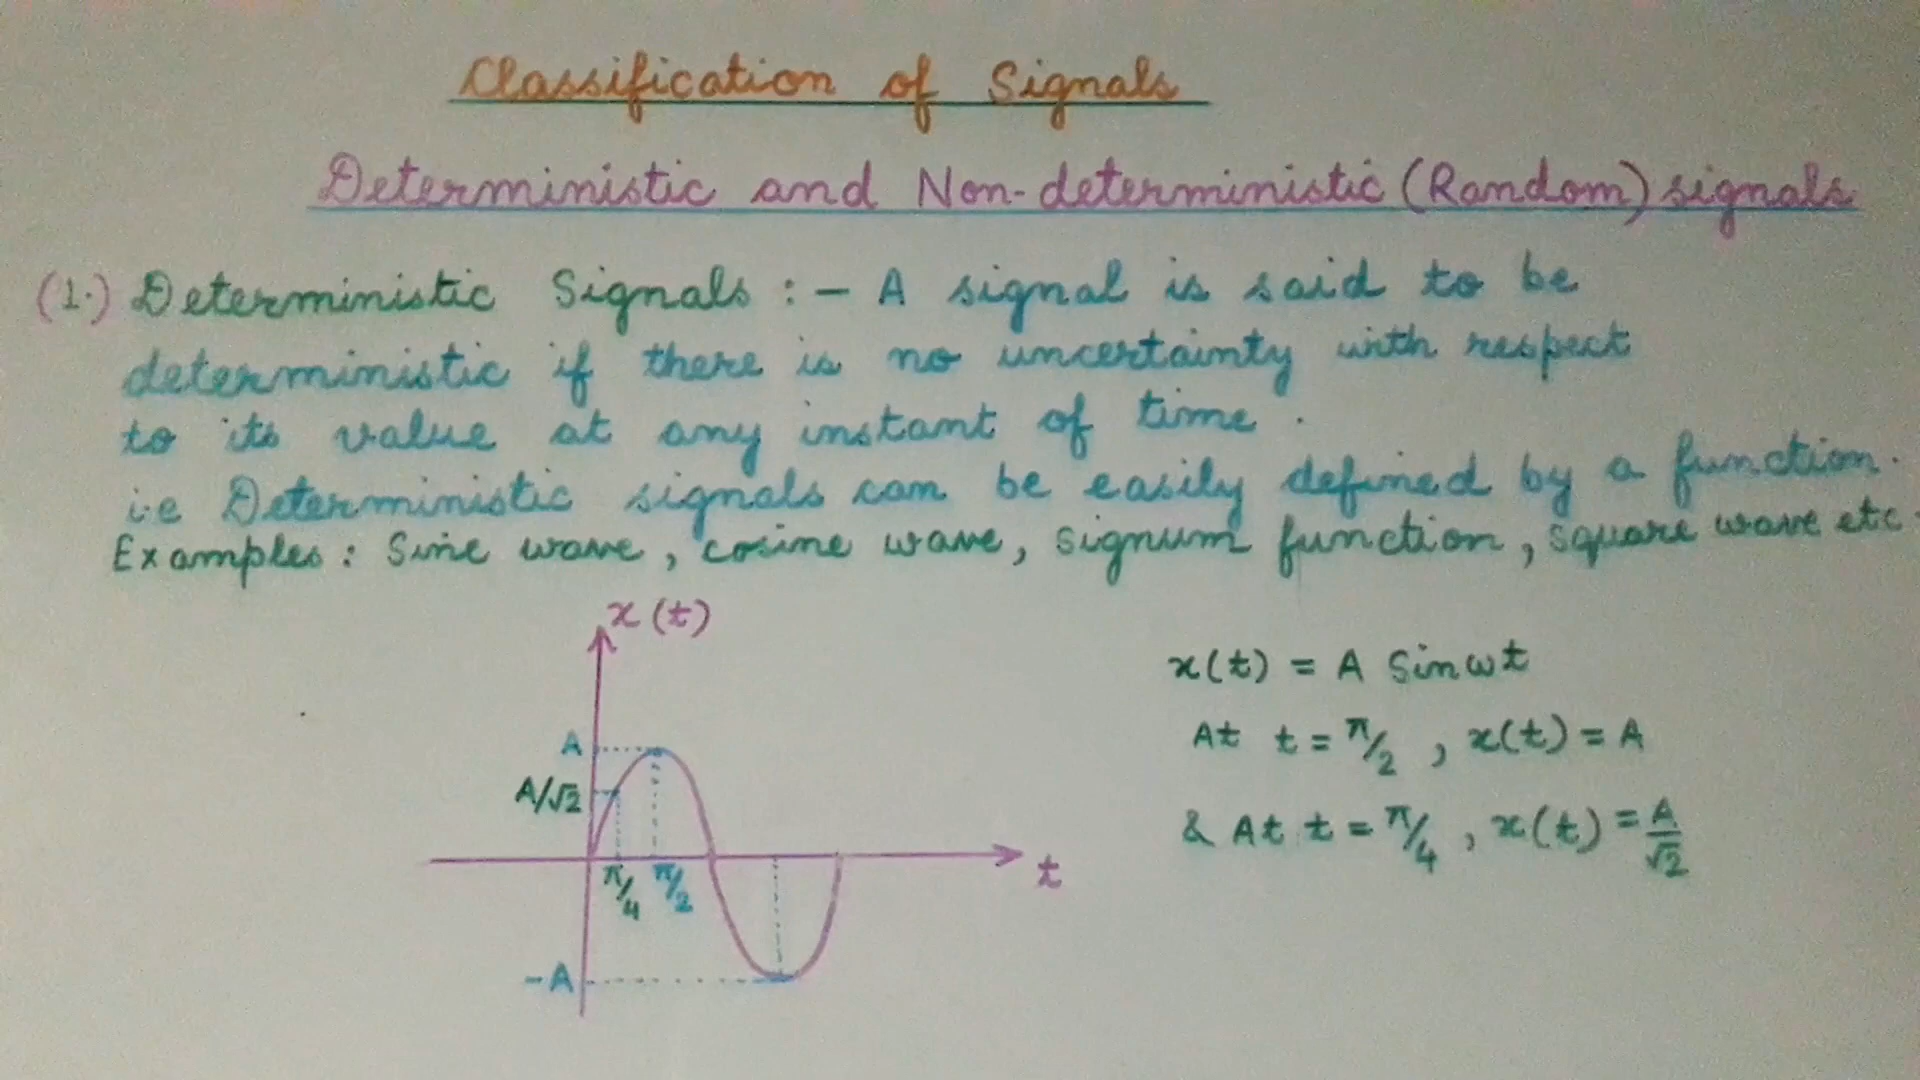 Classification of Signals
Deterministic and Non-deterministic (Random) signals
(1.) Deterministic Signals :- A signal is said to be
deterministic if there is no uncertainty with respect
to its value at any instant of time.
i.e Deterministic signals can be easily defined by a function.
Examples: Sine wave, cosine wave, signum function, square wave etc.
x(t)
A
A/√2
π/4 π/2
t
-A
x(t) = A Sinωt
At t = π/2, x(t) = A
& At t = π/4, x(t) = A/√2